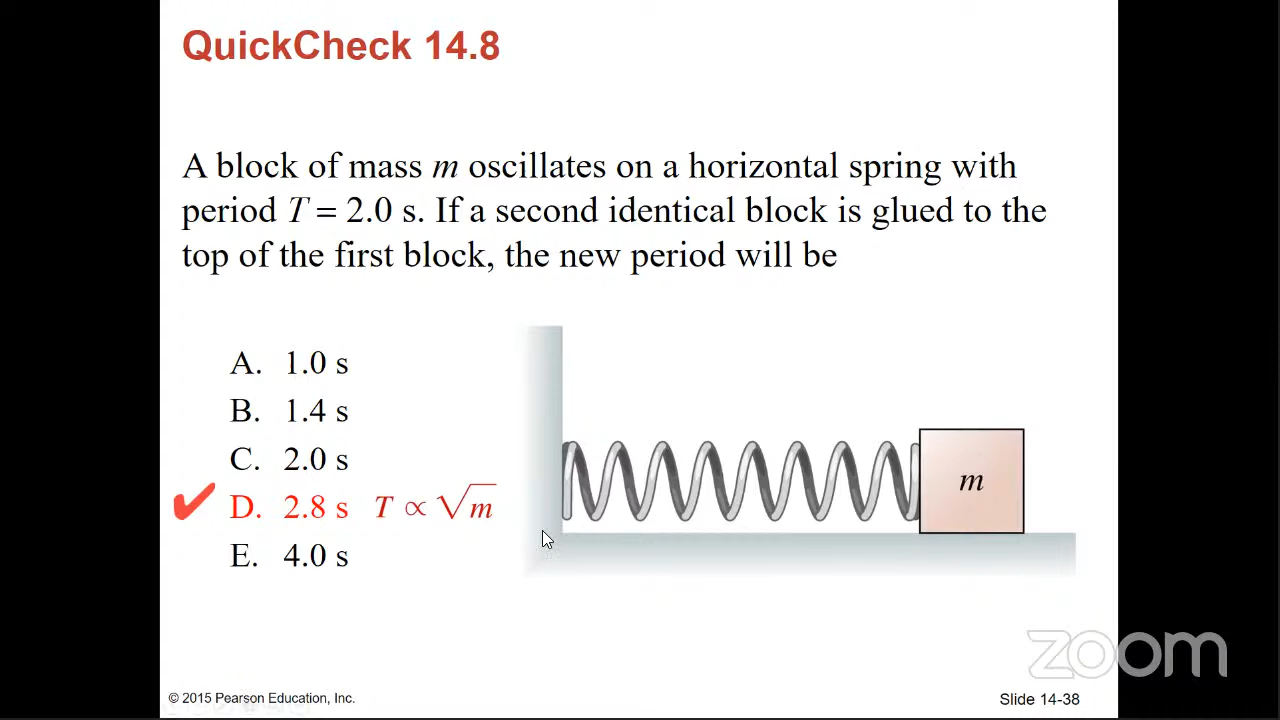 QuickCheck 14.8
A block of mass m oscillates on a horizontal spring with
period T = 2.0 s. If a second identical block is glued to the
top of the first block, the new period will be
A. 1.0 s
B. 1.4 s
C. 2.0 s
D. 2.8 s T ∝ √m
E. 4.0 s
m
zoom
© 2015 Pearson Education, Inc.
Slide 14-38